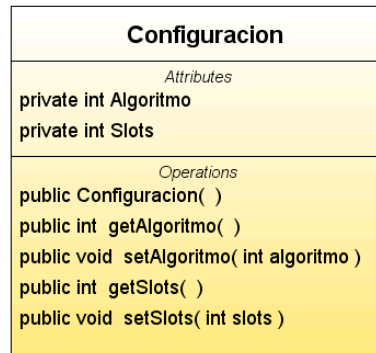 Configuracion
Attributes
private int Algoritmo
private int Slots
Operations
public Configuracion( )
public int getAlgoritmo( )
public void setAlgoritmo( int algoritmo )
public int getSlots( )
public void setSlots( int slots )